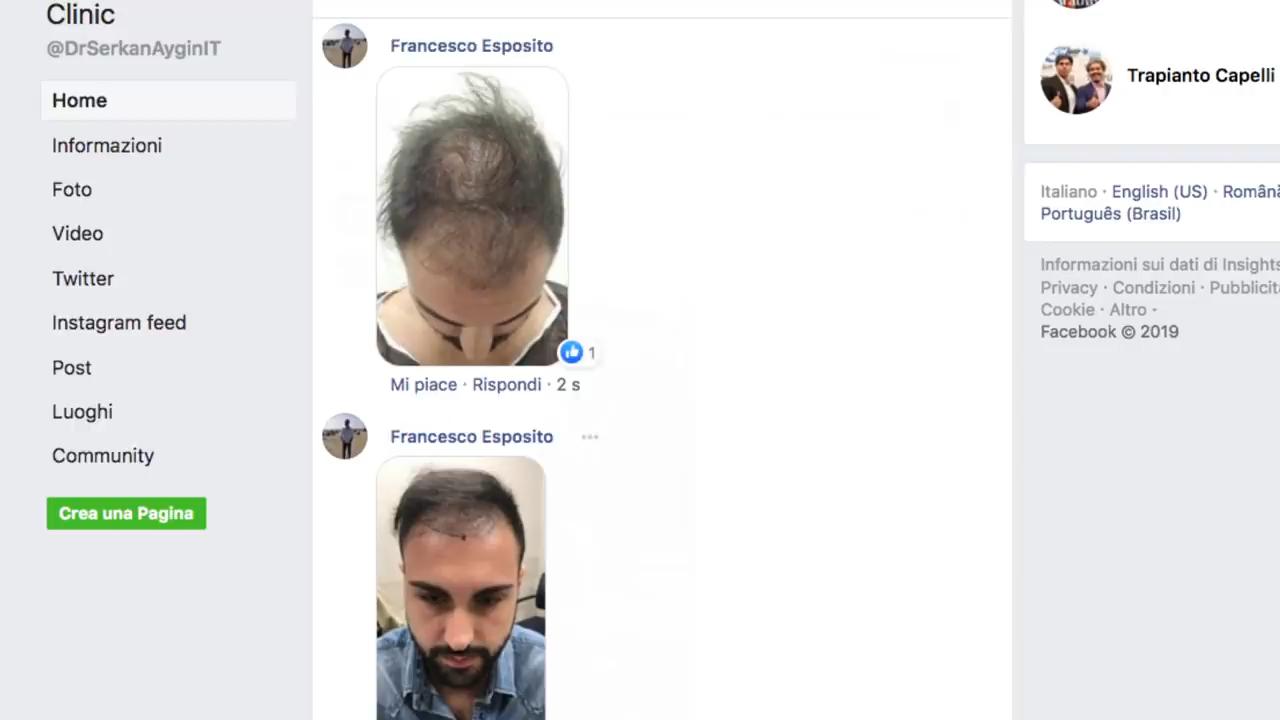 Clinic
@DrSerkanAyginIT
Home
Informazioni
Foto
Video
Twitter
Instagram feed
Post
Luoghi
Community
Crea una Pagina
Francesco Esposito
1
Mi piace · Rispondi · 2 s
Francesco Esposito
Trapianto Capelli
Italiano · English (US) · Română
Português (Brasil)
Informazioni sui dati di Insights
Privacy · Condizioni ·
Cookie · Altro
Facebook © 2019